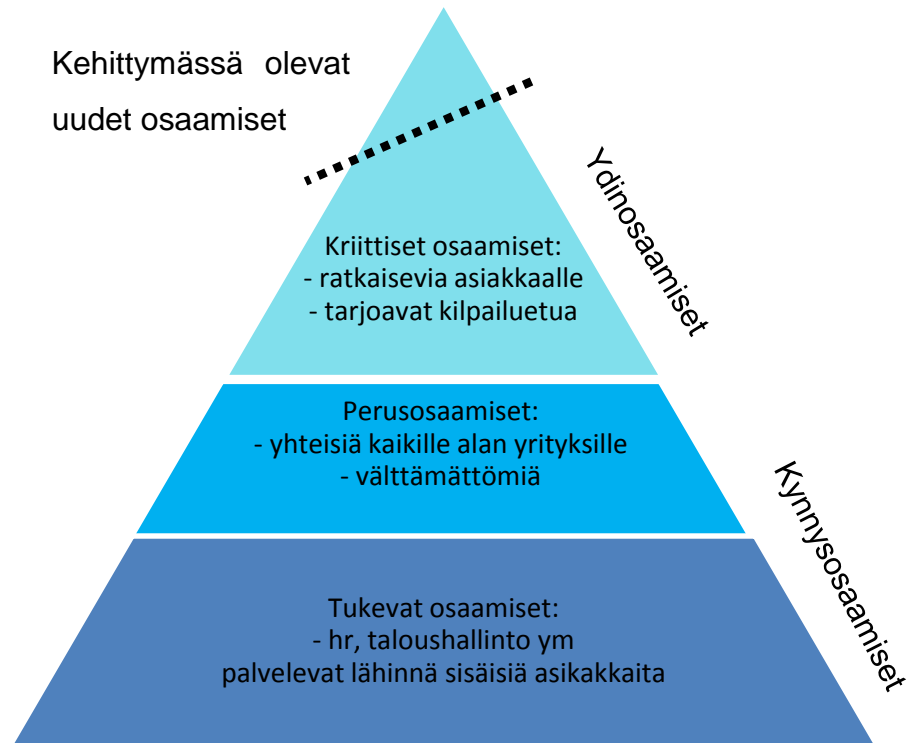 Kehittymässä olevat
uudet osaamiset
Ydinosaamiset
Kriittiset osaamiset:
- ratkaisevia asiakkaalle
- tarjoavat kilpailuetua
Perusosaamiset:
- yhteisiä kaikille alan yrityksille
- välttämättömiä
Kynnysosaamiset
Tukevat osaamiset:
- hr, taloushallinto ym
palvelevat lähinnä sisäisiä asikakkaita